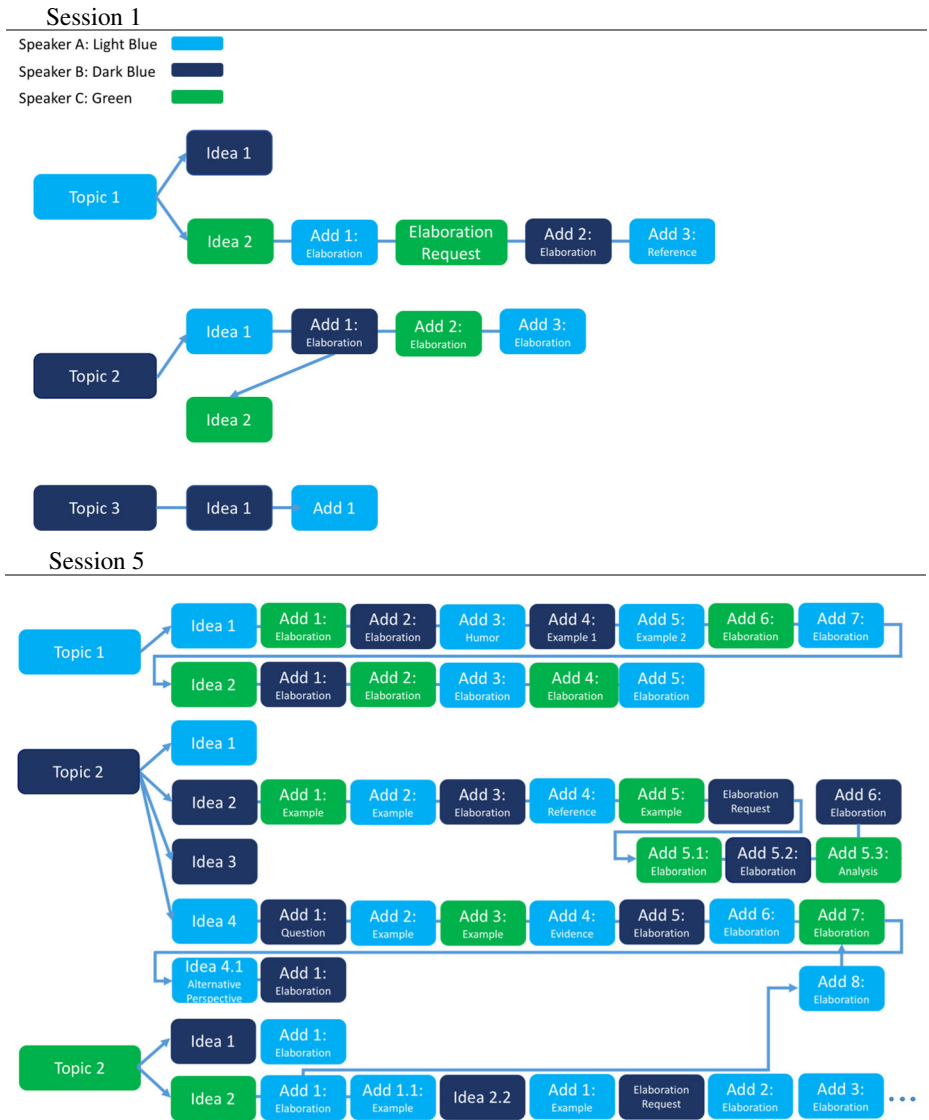 Session 1
Speaker A: Light Blue
Speaker B: Dark Blue
Speaker C: Green
Idea 1
Topic 1
Idea 2
Add 1:
Elaboration
Elaboration
Request
Add 2:
Elaboration
Add 3:
Reference
Topic 2
Idea 1
Add 1:
Elaboration
Add 2:
Elaboration
Add 3:
Elaboration
Idea 2
Topic 3
Idea 1
Add 1
Session 5
Topic 1
Idea 1
Add 1:
Elaboration
Add 2:
Elaboration
Add 3:
Humor
Add 4:
Example 1
Add 5:
Example 2
Add 6:
Elaboration
Add 7:
Elaboration
Idea 2
Add 1:
Elaboration
Add 2:
Elaboration
Add 3:
Elaboration
Add 4:
Elaboration
Add 5:
Elaboration
Topic 2
Idea 1
Idea 2
Add 1:
Example
Add 2:
Example
Add 3:
Elaboration
Add 4:
Reference
Add 5:
Example
Elaboration
Request
Add 6:
Elaboration
Add 5.1:
Elaboration
Add 5.2:
Elaboration
Add 5.3:
Analysis
Idea 3
Idea 4
Add 1:
Question
Add 2:
Example
Add 3:
Example
Add 4:
Evidence
Add 5:
Elaboration
Add 6:
Elaboration
Add 7:
Elaboration
Idea 4.1
Alternative
Perspective
Add 1:
Elaboration
Add 8:
Elaboration
Topic 2
Idea 1
Add 1:
Elaboration
Idea 2
Add 1:
Elaboration
Add 1.1:
Example
Idea 2.2
Add 1:
Example
Elaboration
Request
Add 2:
Elaboration
Add 3:
Elaboration
...